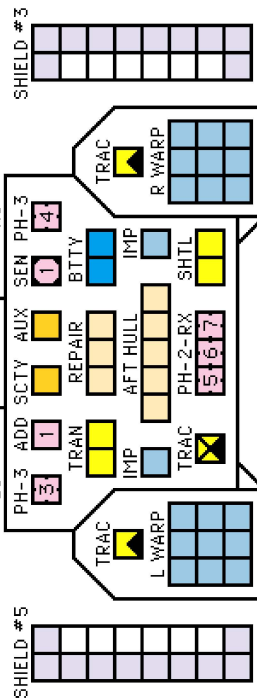 SHIELD #5
SHIELD #3
PH-3 ADD SCTY AUX SEN PH-3
3 1 1 4
TRAN REPAIR BTTY
TRAC TRAC
IMP AFT HULL IMP
L WARP R WARP
TRAC PH-2-RX SHTL
5 6 7